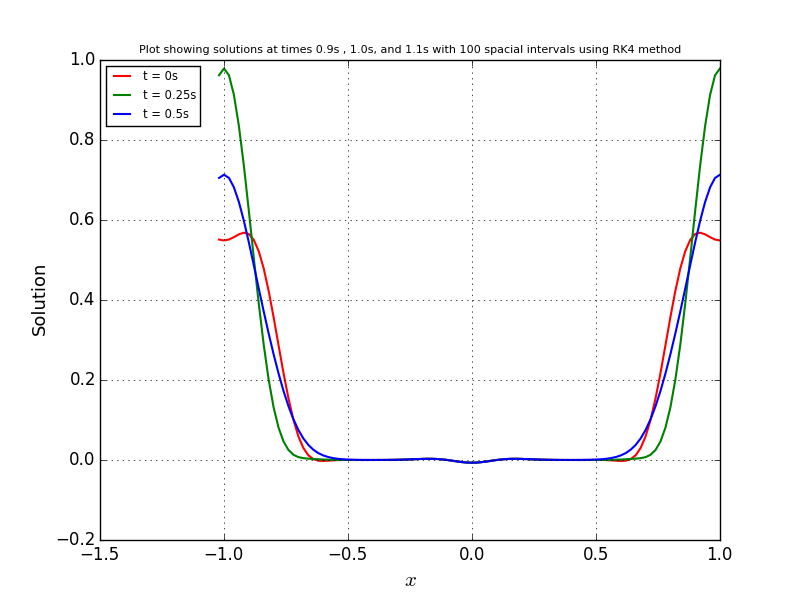 Plot showing solutions at times 0.9s , 1.0s, and 1.1s with 100 spacial intervals using RK4 method
1.0
t = 0s
t = 0.25s
t = 0.5s
0.8
0.6
0.4
0.2
0.0
−0.2
Solution
−1.5 −1.0 −0.5 0.0 0.5 1.0
x